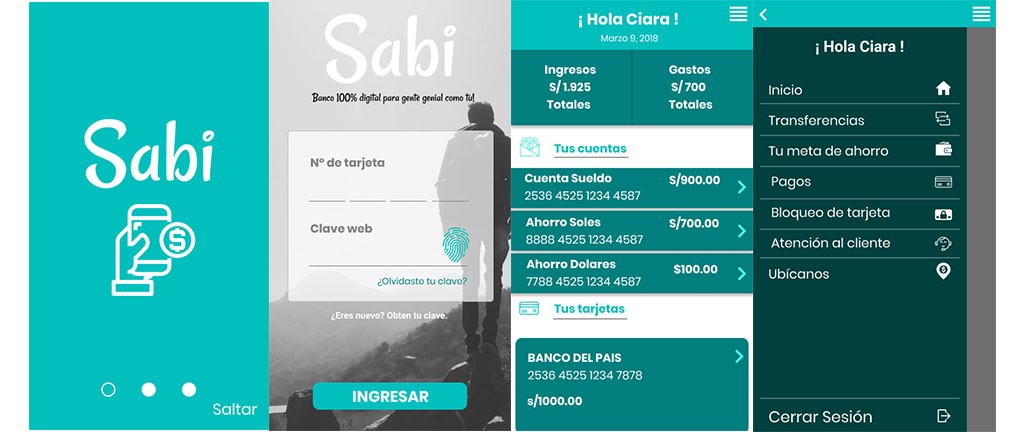 Sabi
Saltar
Sabi
Banco 100% digital para gente genial como tu!
N° de tarjeta
Clave web
¿Olvidaste tu clave?
¿Eres nuevo? Obten tu clave.
INGRESAR
¡ Hola Ciara !
Marzo 9, 2018
Ingresos
S/ 1.925
Totales
Gastos
S/ 700
Totales
Tus cuentas
Cuenta Sueldo S/900.00
2536 4525 1234 4587
Ahorro Soles S/700.00
8888 4525 1234 4587
Ahorro Dolares $100.00
7788 4525 1234 4587
Tus tarjetas
BANCO DEL PAIS
2536 4525 1234 7878
s/1000.00
¡ Hola Ciara !
Inicio
Transferencias
Tu meta de ahorro
Pagos
Bloqueo de tarjeta
Atención al cliente
Ubícanos
Cerrar Sesión